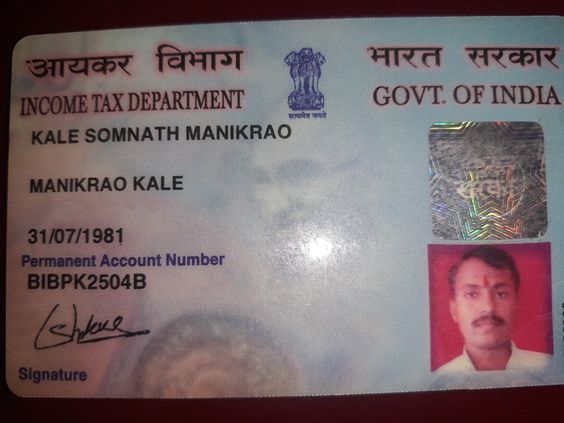 आयकर विभाग
भारत सरकार
INCOME TAX DEPARTMENT
GOVT. OF INDIA
सत्यमेव जयते
KALE SOMNATH MANIKRAO
MANIKRAO KALE
31/07/1981
Permanent Account Number
BIBPK2504B
Signature